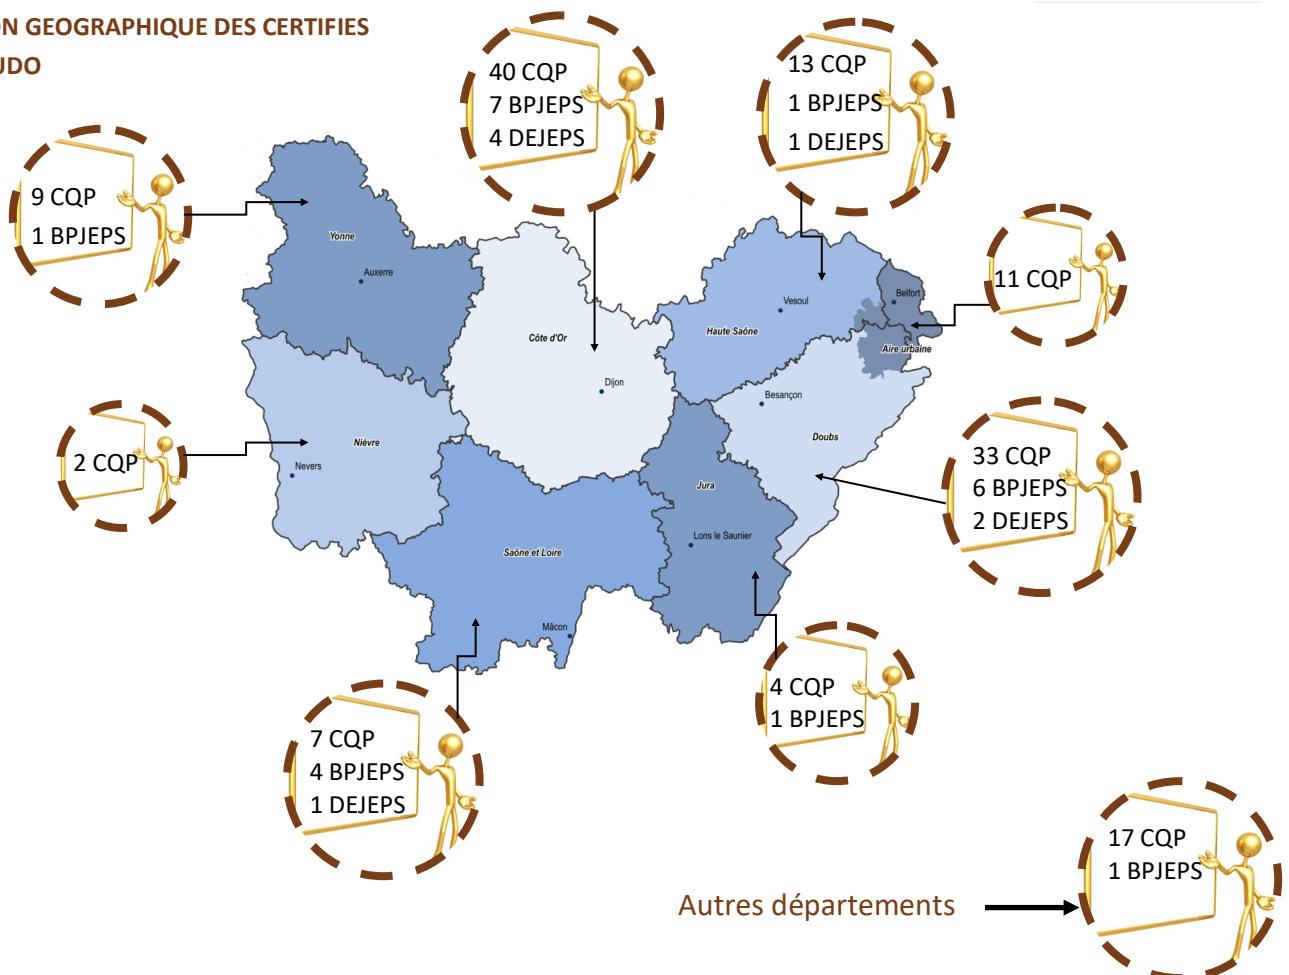 ON GEOGRAPHIQUE DES CERTIFIES
UDO
40 CQP
7 BPJEPS
4 DEJEPS
13 CQP
1 BPJEPS
1 DEJEPS
9 CQP
1 BPJEPS
11 CQP
2 CQP
33 CQP
6 BPJEPS
2 DEJEPS
7 CQP
4 BPJEPS
1 DEJEPS
4 CQP
1 BPJEPS
17 CQP
1 BPJEPS
Autres départements
Yonne
Auxerre
Côte d'Or
Dijon
Haute Saône
Vesoul
Belfort
Aire urbaine
Besançon
Doubs
Nièvre
Nevers
Jura
Lons le Saunier
Saône et Loire
Mâcon